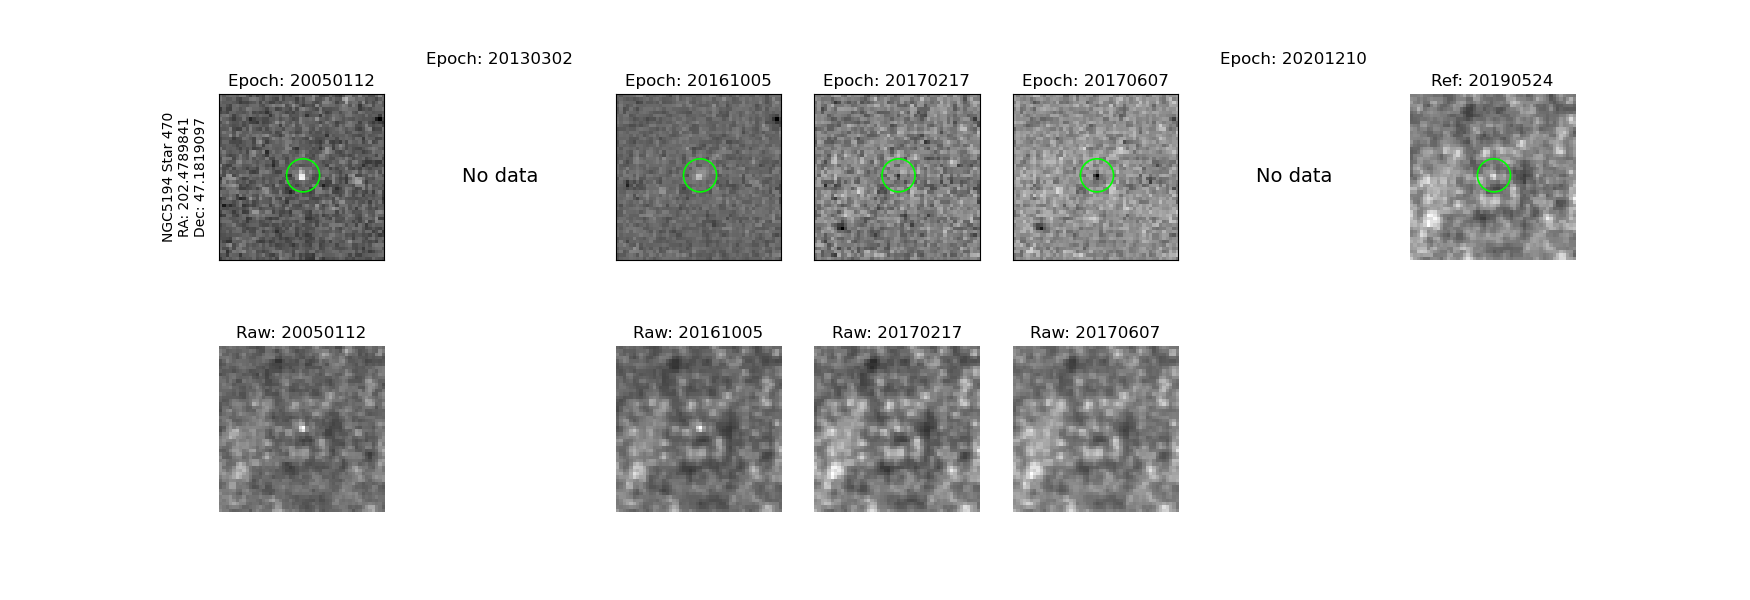 Epoch: 20130302
Epoch: 20201210
Epoch: 20050112
Epoch: 20161005
Epoch: 20170217
Epoch: 20170607
Ref: 20190524
NGC5194 Star 470
RA: 202.4789841
Dec: 47.1819097
No data
No data
Raw: 20050112
Raw: 20161005
Raw: 20170217
Raw: 20170607